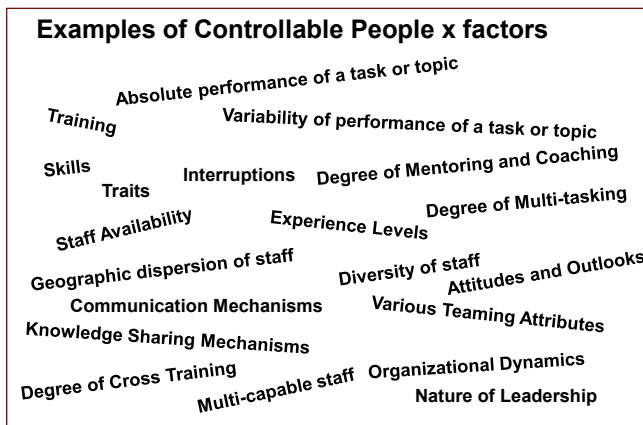 Examples of Controllable People x factors
Absolute performance of a task or topic
Training
Variability of performance of a task or topic
Skills
Traits
Interruptions
Degree of Mentoring and Coaching
Staff Availability
Experience Levels
Degree of Multi-tasking
Geographic dispersion of staff
Diversity of staff
Attitudes and Outlooks
Communication Mechanisms
Various Teaming Attributes
Knowledge Sharing Mechanisms
Degree of Cross Training
Multi-capable staff
Organizational Dynamics
Nature of Leadership